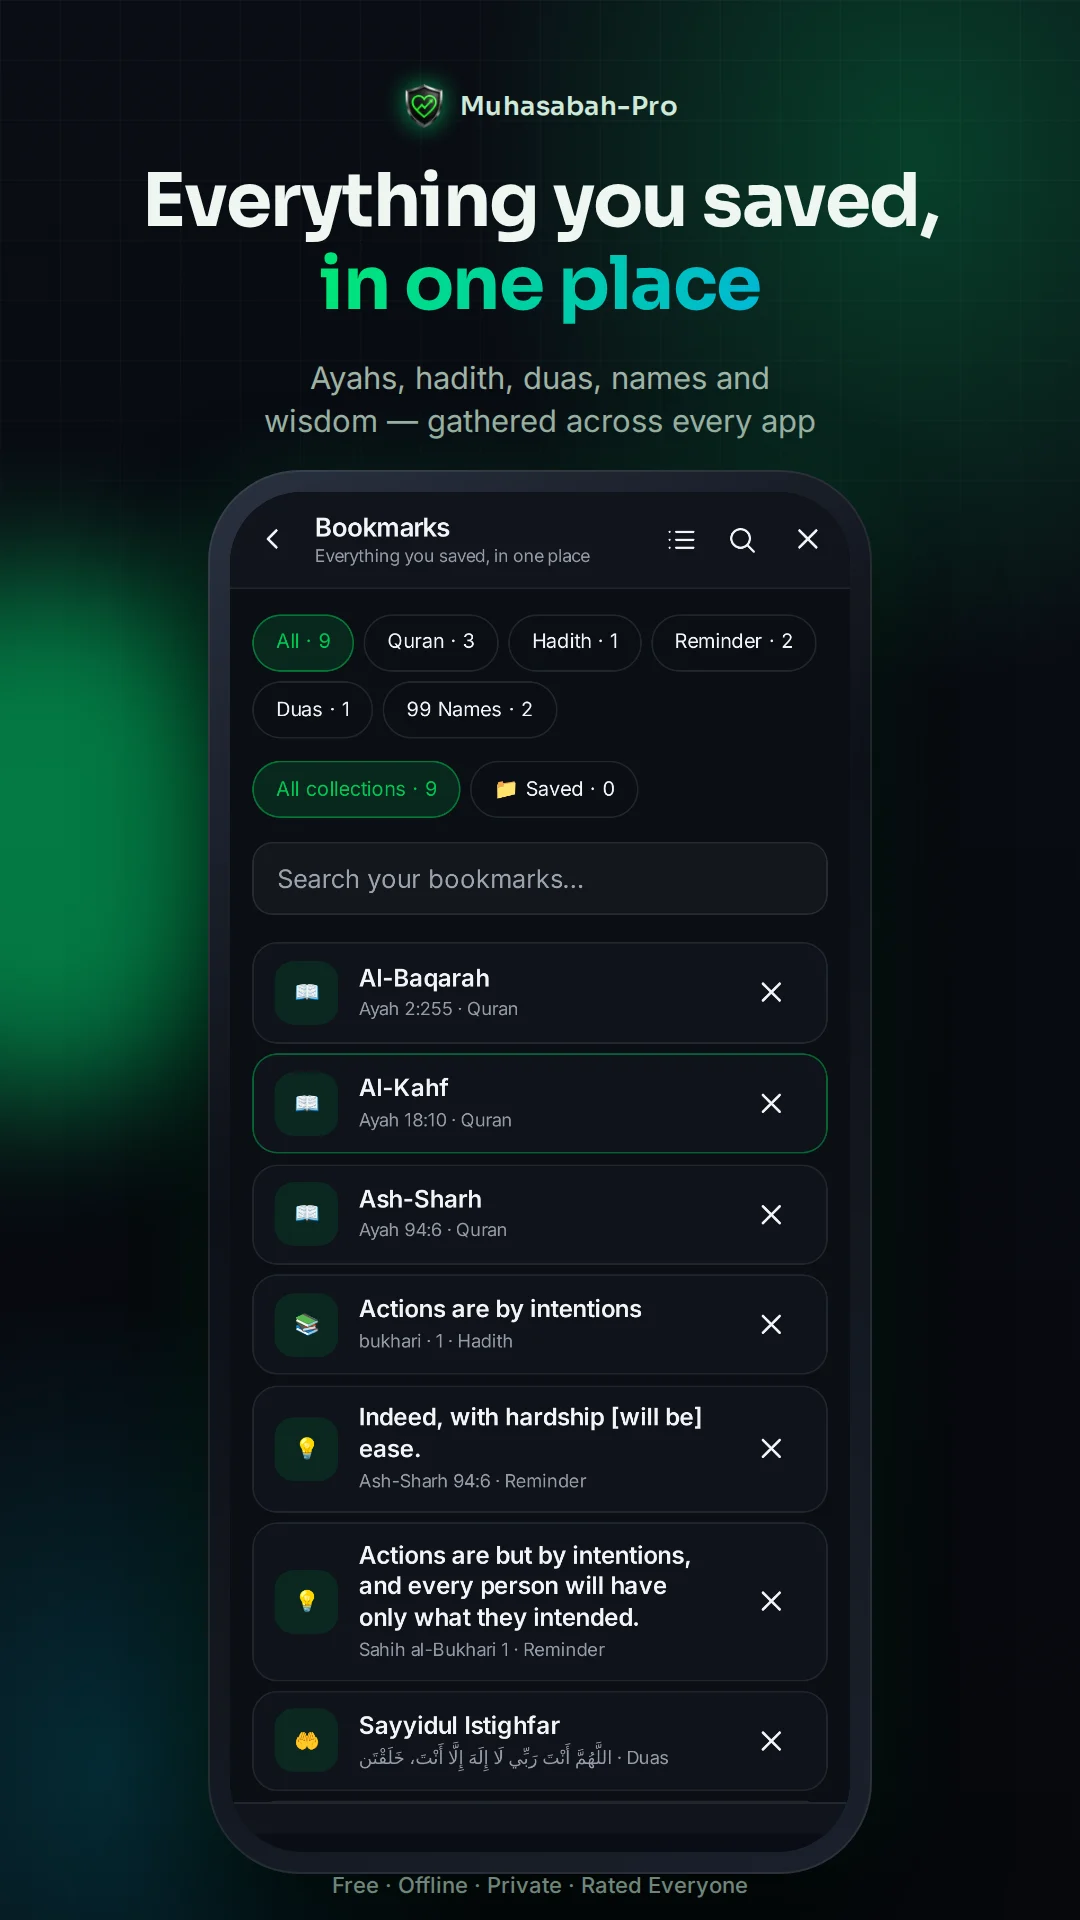 Muhasabah-Pro
Everything you saved,
in one place
Ayahs, hadith, duas, names and
wisdom — gathered across every app
Bookmarks
Everything you saved, in one place
All · 9
Quran · 3
Hadith · 1
Reminder · 2
Duas · 1
99 Names · 2
All collections · 9
Saved · 0
Search your bookmarks...
Al-Baqarah
Ayah 2:255 · Quran
Al-Kahf
Ayah 18:10 · Quran
Ash-Sharh
Ayah 94:6 · Quran
Actions are by intentions
bukhari · 1 · Hadith
Indeed, with hardship [will be]
ease.
Ash-Sharh 94:6 · Reminder
Actions are but by intentions,
and every person will have
only what they intended.
Sahih al-Bukhari 1 · Reminder
Sayyidul Istighfar
اللَّهُمَّ أَنْتَ رَبِّي لَا إِلَهَ إِلَّا أَنْتَ، خَلَقْتَن · Duas
Free · Offline · Private · Rated Everyone